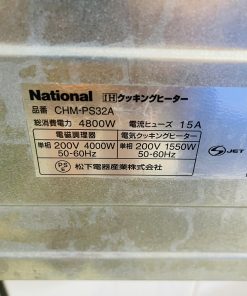 National IHクッキングヒーター
品番 CHM-PS32A
総消費電力 4800W 電流ヒューズ 15A
電磁調理器 電気クッキングヒーター
単相 200V 4000W 単相 200V 1550W
50-60Hz 50-60Hz
PSE 松下電器産業株式会社
JET